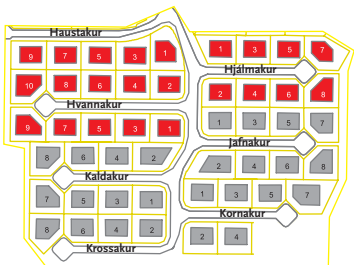 Haustakur
9 7 5 3 1
1 3 5 7
Hjálmakur
10 8 6 4 2
2 4 6 8
Hvannakur
9 7 5 3 1
1 3 5 7
Jafnakur
8 6 4 2
2 4 6 8
Kaldakur
7 5 3 1
1 3 5 7
Kornakur
8 6 4 2
2 4
Krossakur